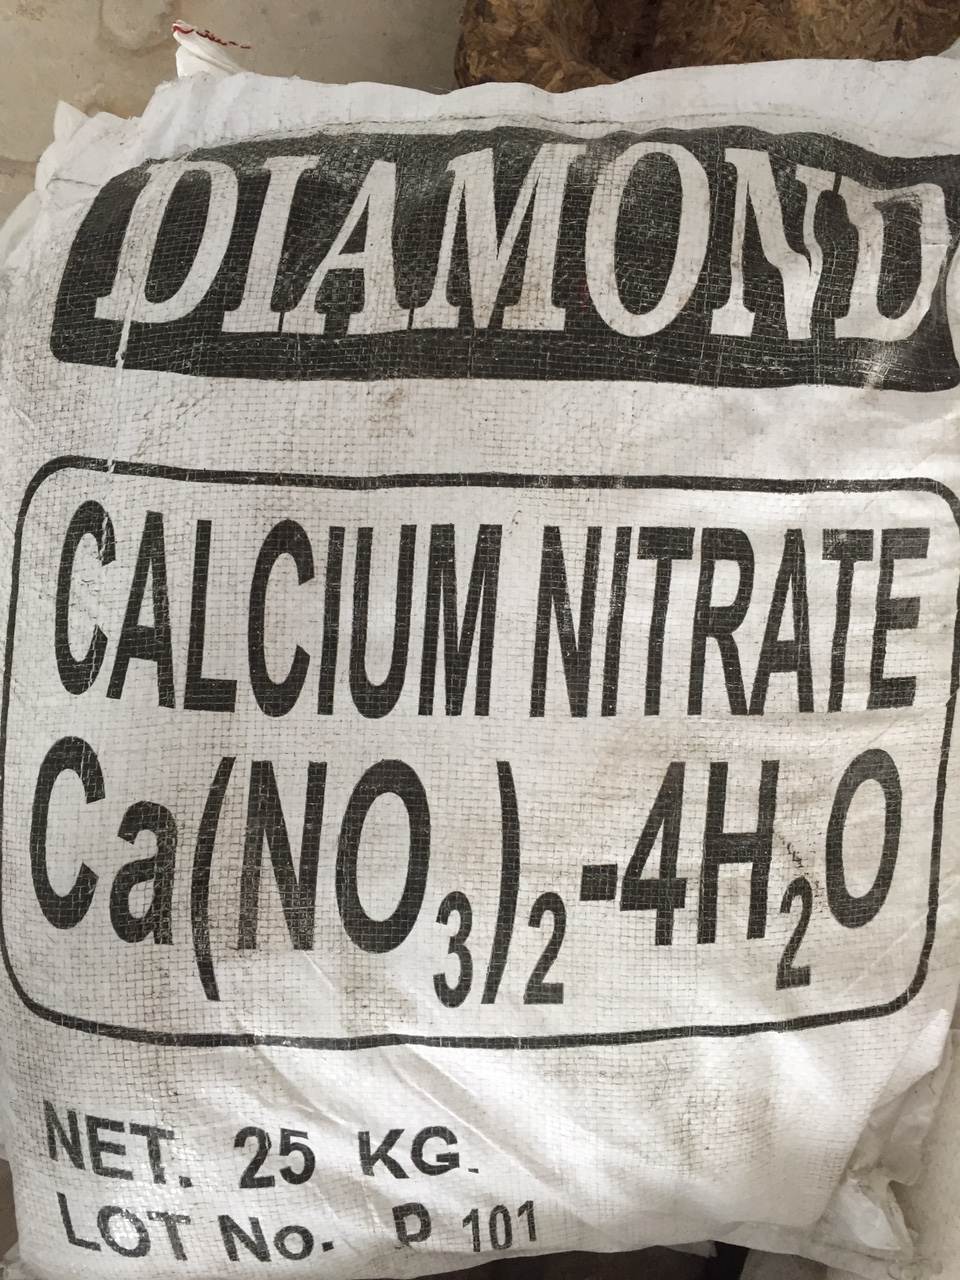 DIAMOND
CALCIUM NITRATE
Ca(NO₃)₂-4H₂O
NET. 25 KG.
LOT No. P 101